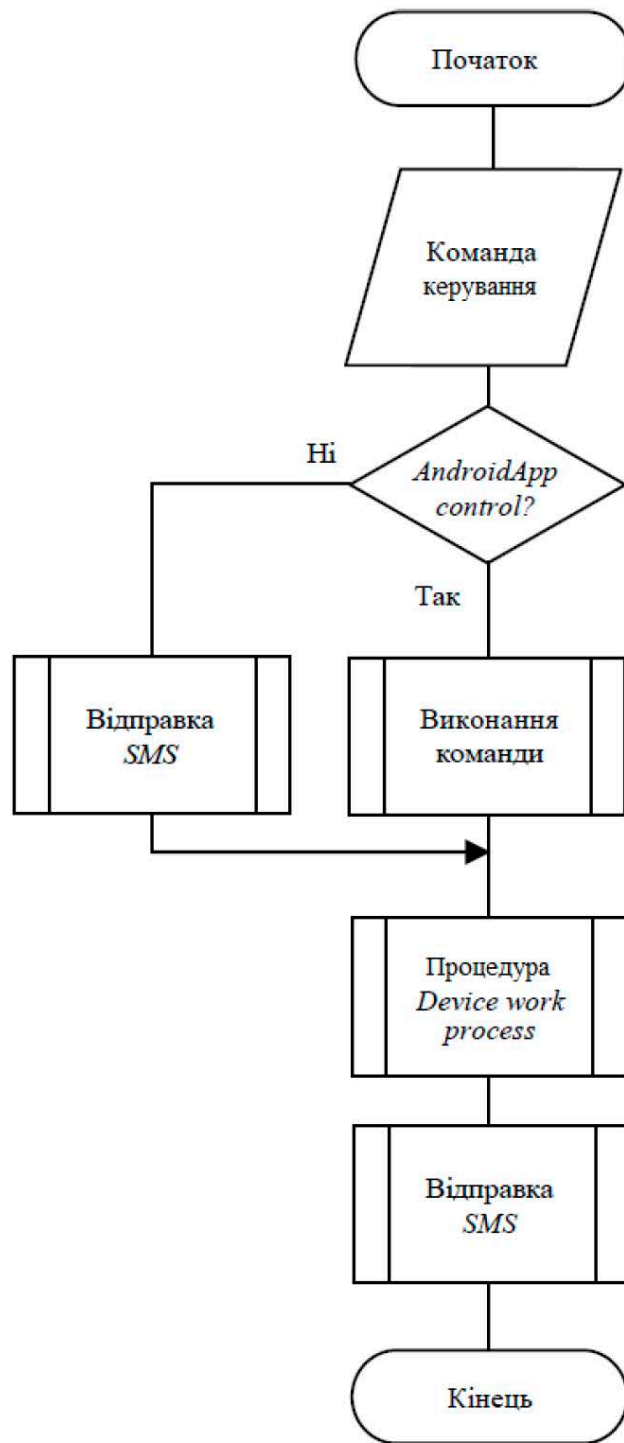 Початок
Команда
керування
Ні
AndroidApp
control?
Так
Відправка
SMS
Виконання
команди
Процедура
Device work
process
Відправка
SMS
Кінець